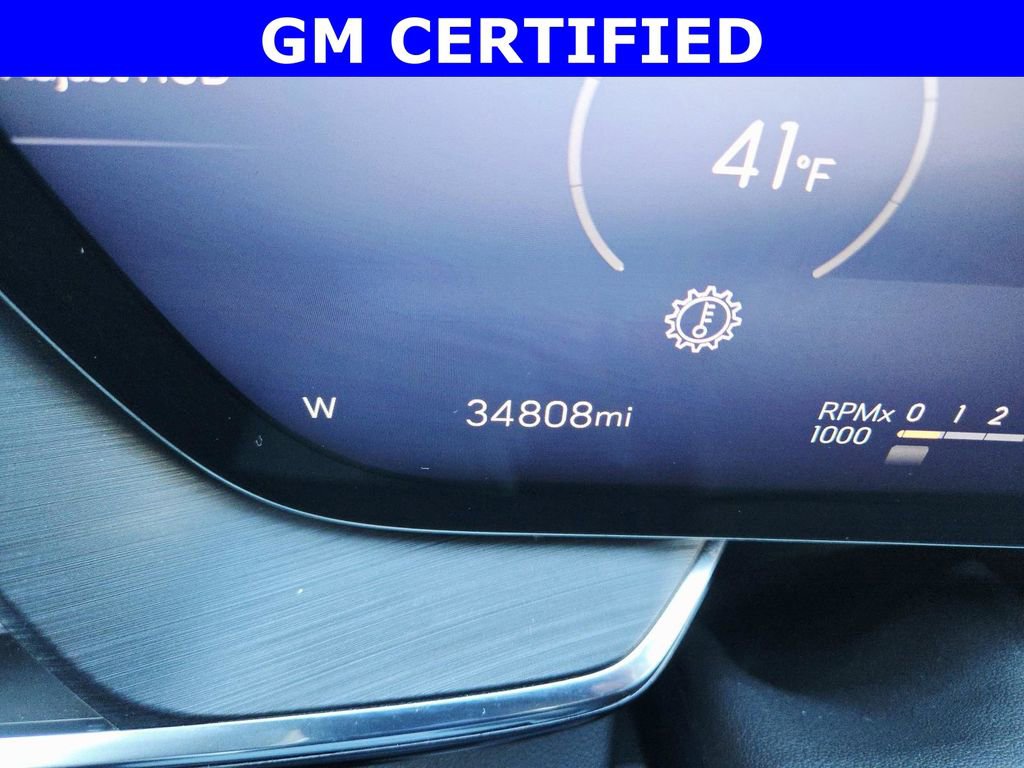 GM CERTIFIED
41°F
W
34808mi
RPMx 0 1 2
1000